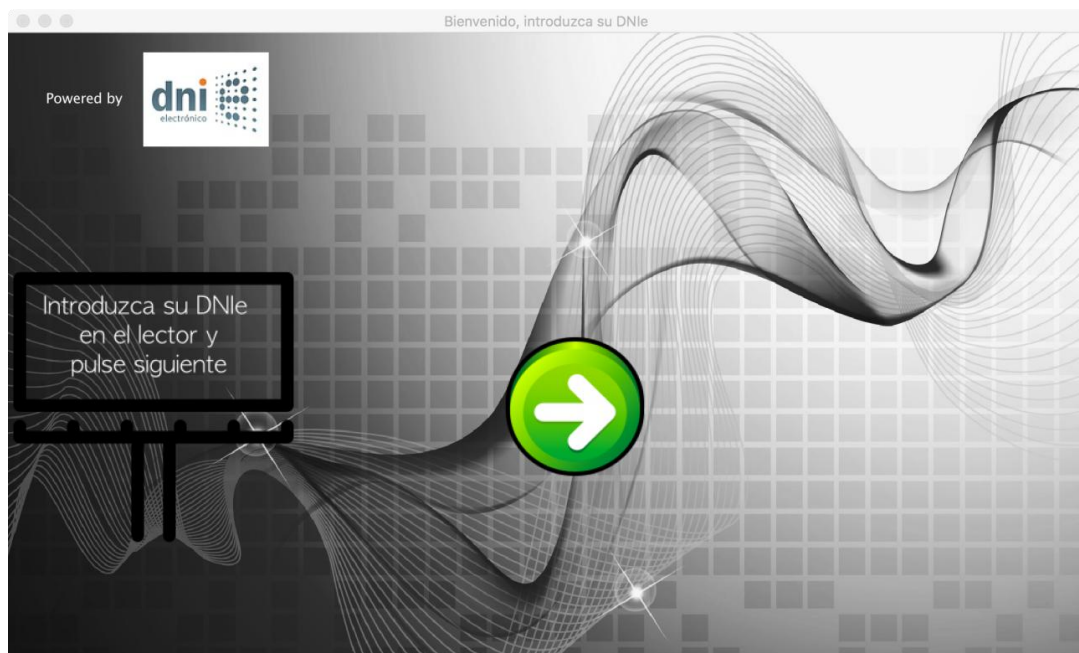 Bienvenido, introduzca su DNIe
Powered by
dni
electrónico
Introduzca su DNIe
en el lector y
pulse siguiente